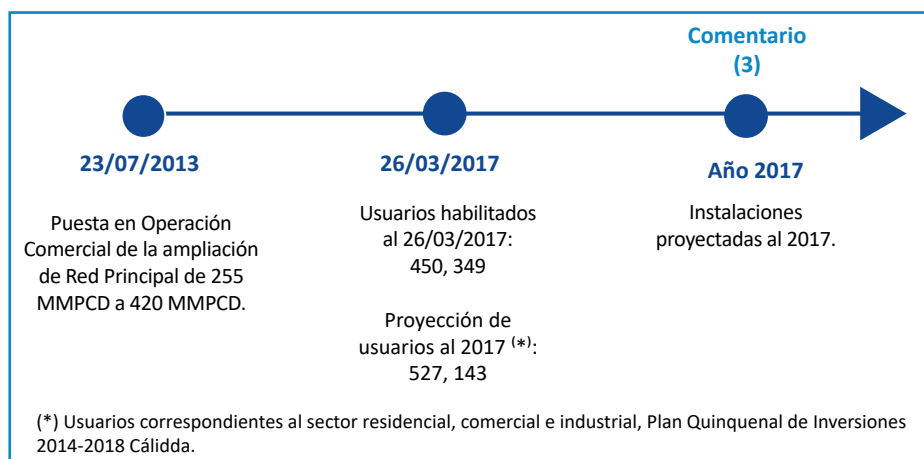 Comentario
(3)
23/07/2013
Puesta en Operación
Comercial de la ampliación
de Red Principal de 255
MMPCD a 420 MMPCD.
26/03/2017
Usuarios habilitados
al 26/03/2017:
450, 349
Proyección de
usuarios al 2017 (*):
527, 143
Año 2017
Instalaciones
proyectadas al 2017.
(*) Usuarios correspondientes al sector residencial, comercial e industrial, Plan Quinquenal de Inversiones
2014-2018 Cálidda.